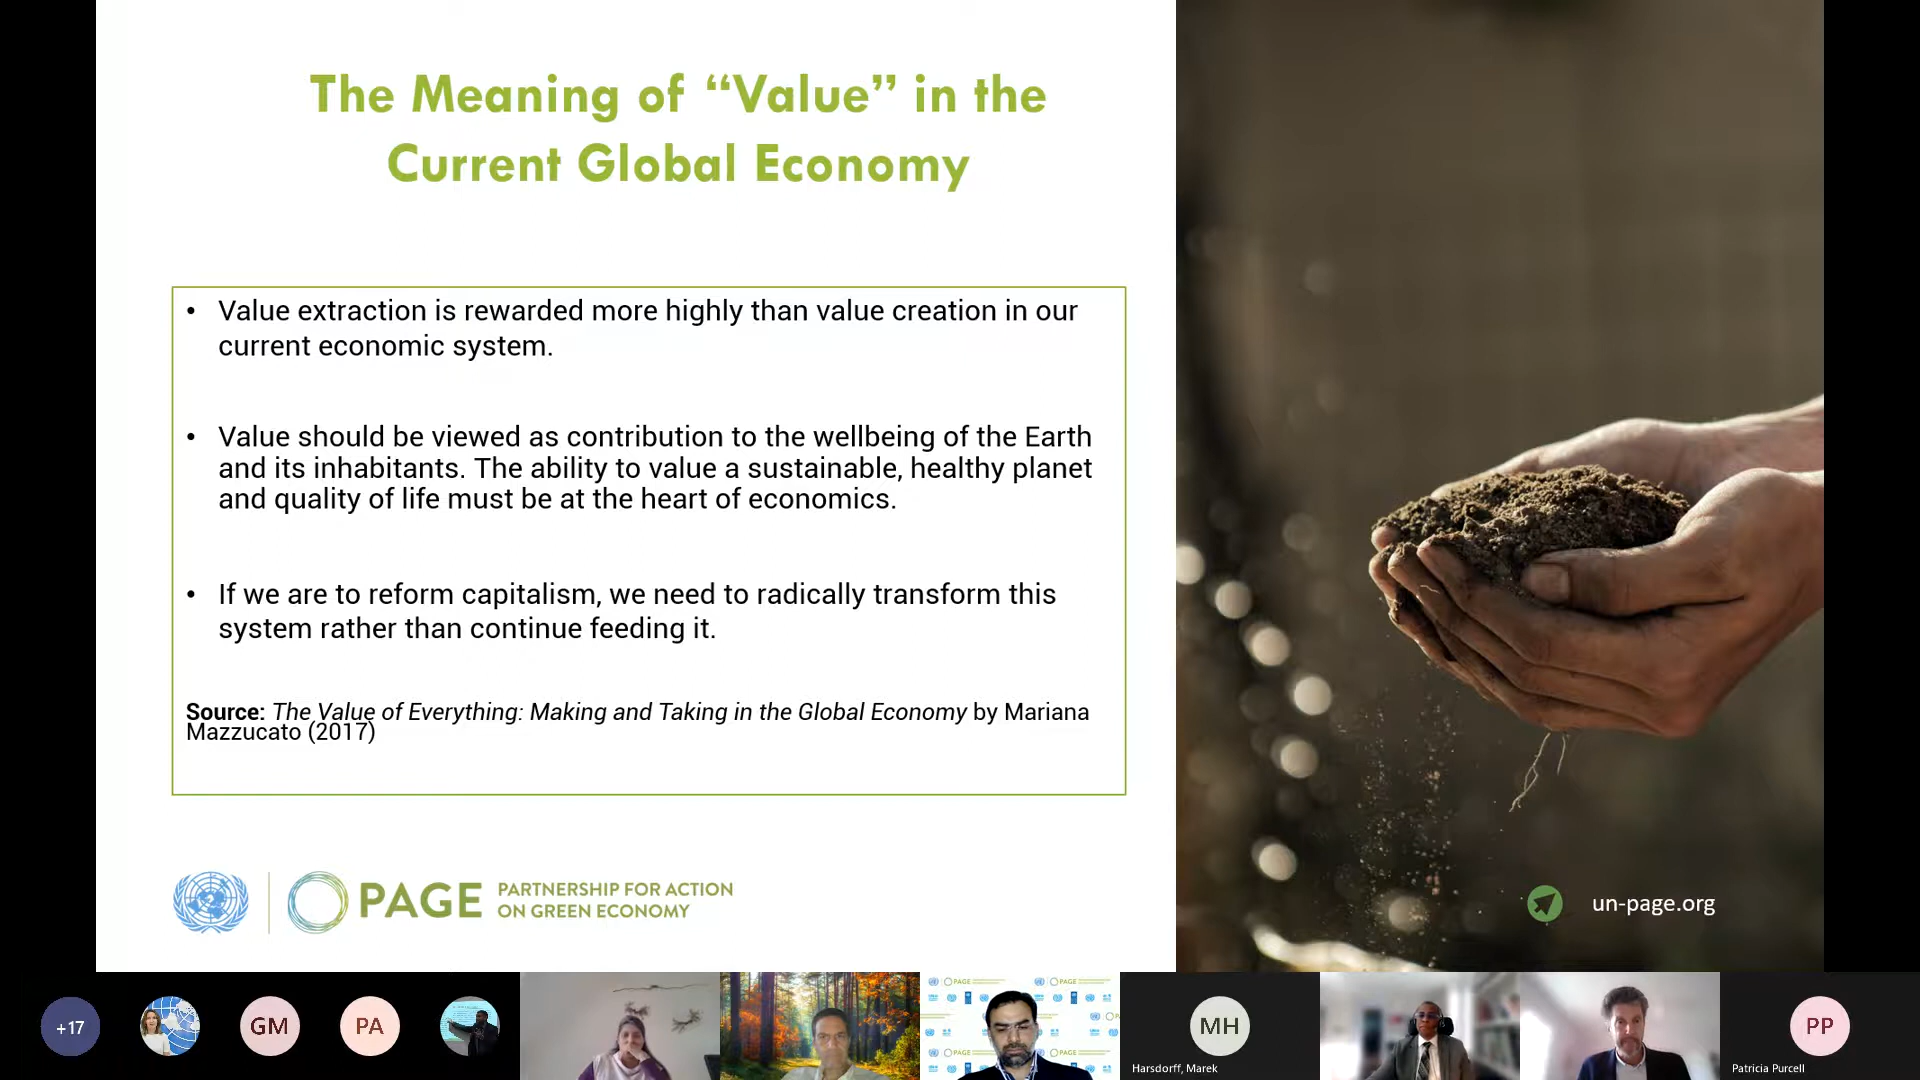 The Meaning of “Value” in the
Current Global Economy
• Value extraction is rewarded more highly than value creation in our
current economic system.
• Value should be viewed as contribution to the wellbeing of the Earth
and its inhabitants. The ability to value a sustainable, healthy planet
and quality of life must be at the heart of economics.
• If we are to reform capitalism, we need to radically transform this
system rather than continue feeding it.
Source: The Value of Everything: Making and Taking in the Global Economy by Mariana
Mazzucato (2017)
PAGE PARTNERSHIP FOR ACTION
ON GREEN ECONOMY
un-page.org
+17
GM
PA
PAGE
PAGE
PAGE
PAGE
MH
Harsdorff, Marek
PP
Patricia Purcell